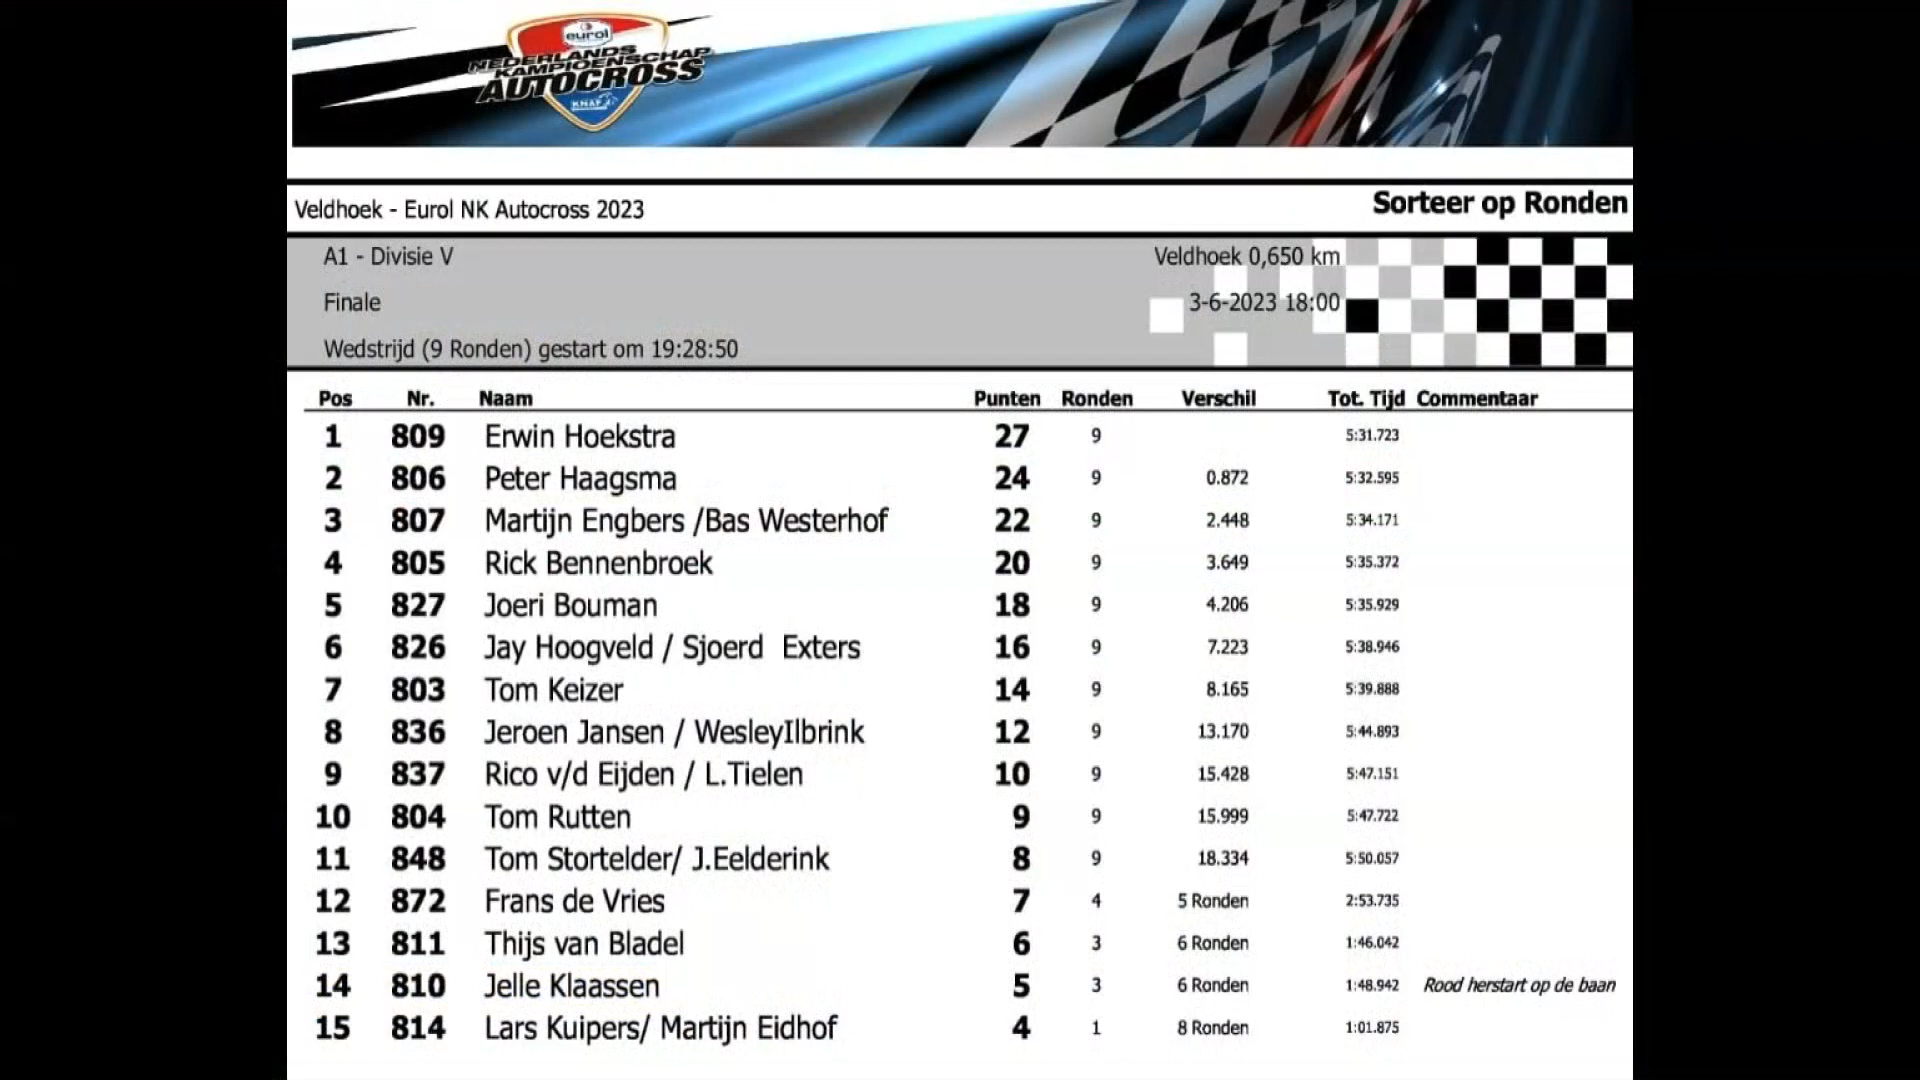 eurol
NEDERLANDS
KAMPIOENSCHAP
AUTOCROSS
KNAF
Veldhoek - Eurol NK Autocross 2023 Sorteer op Ronden
A1 - Divisie V Veldhoek 0,650 km
Finale 3-6-2023 18:00
Wedstrijd (9 Ronden) gestart om 19:28:50
Pos Nr. Naam Punten Ronden Verschil Tot. Tijd Commentaar
1 809 Erwin Hoekstra 27 9 5:31.723
2 806 Peter Haagsma 24 9 0.872 5:32.595
3 807 Martijn Engbers /Bas Westerhof 22 9 2.448 5:34.171
4 805 Rick Bennenbroek 20 9 3.649 5:35.372
5 827 Joeri Bouman 18 9 4.206 5:35.929
6 826 Jay Hoogveld / Sjoerd  Exters 16 9 7.223 5:38.946
7 803 Tom Keizer 14 9 8.165 5:39.888
8 836 Jeroen Jansen / WesleyIlbrink 12 9 13.170 5:44.893
9 837 Rico v/d Eijden / L.Tielen 10 9 15.428 5:47.151
10 804 Tom Rutten 9 9 15.999 5:47.722
11 848 Tom Stortelder/ J.Eelderink 8 9 18.334 5:50.057
12 872 Frans de Vries 7 4 5 Ronden 2:53.735
13 811 Thijs van Bladel 6 3 6 Ronden 1:46.042
14 810 Jelle Klaassen 5 3 6 Ronden 1:48.942 Rood herstart op de baan
15 814 Lars Kuipers/ Martijn Eidhof 4 1 8 Ronden 1:01.875